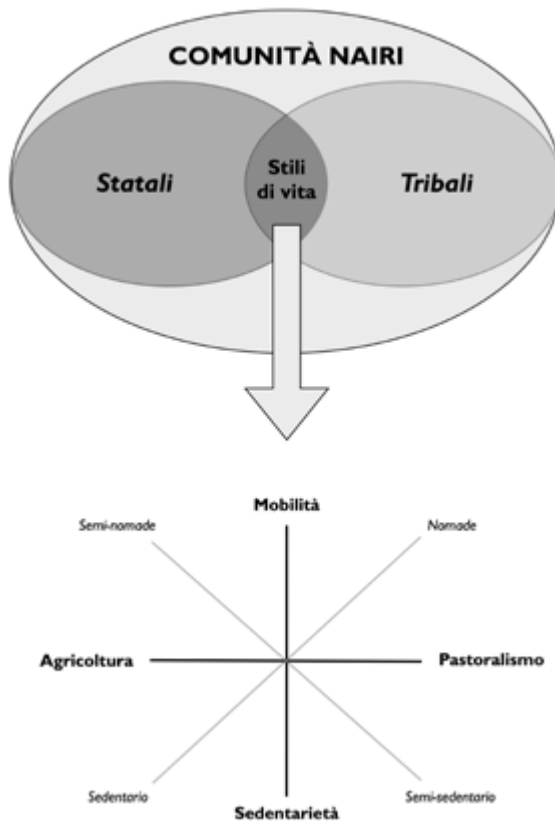 COMUNITÀ NAIRI
Statali
Stili
di vita
Tribali
Mobilità
Semi-nomade
Nomade
Agricoltura
Pastoralismo
Sedentario
Semi-sedentario
Sedentarietà